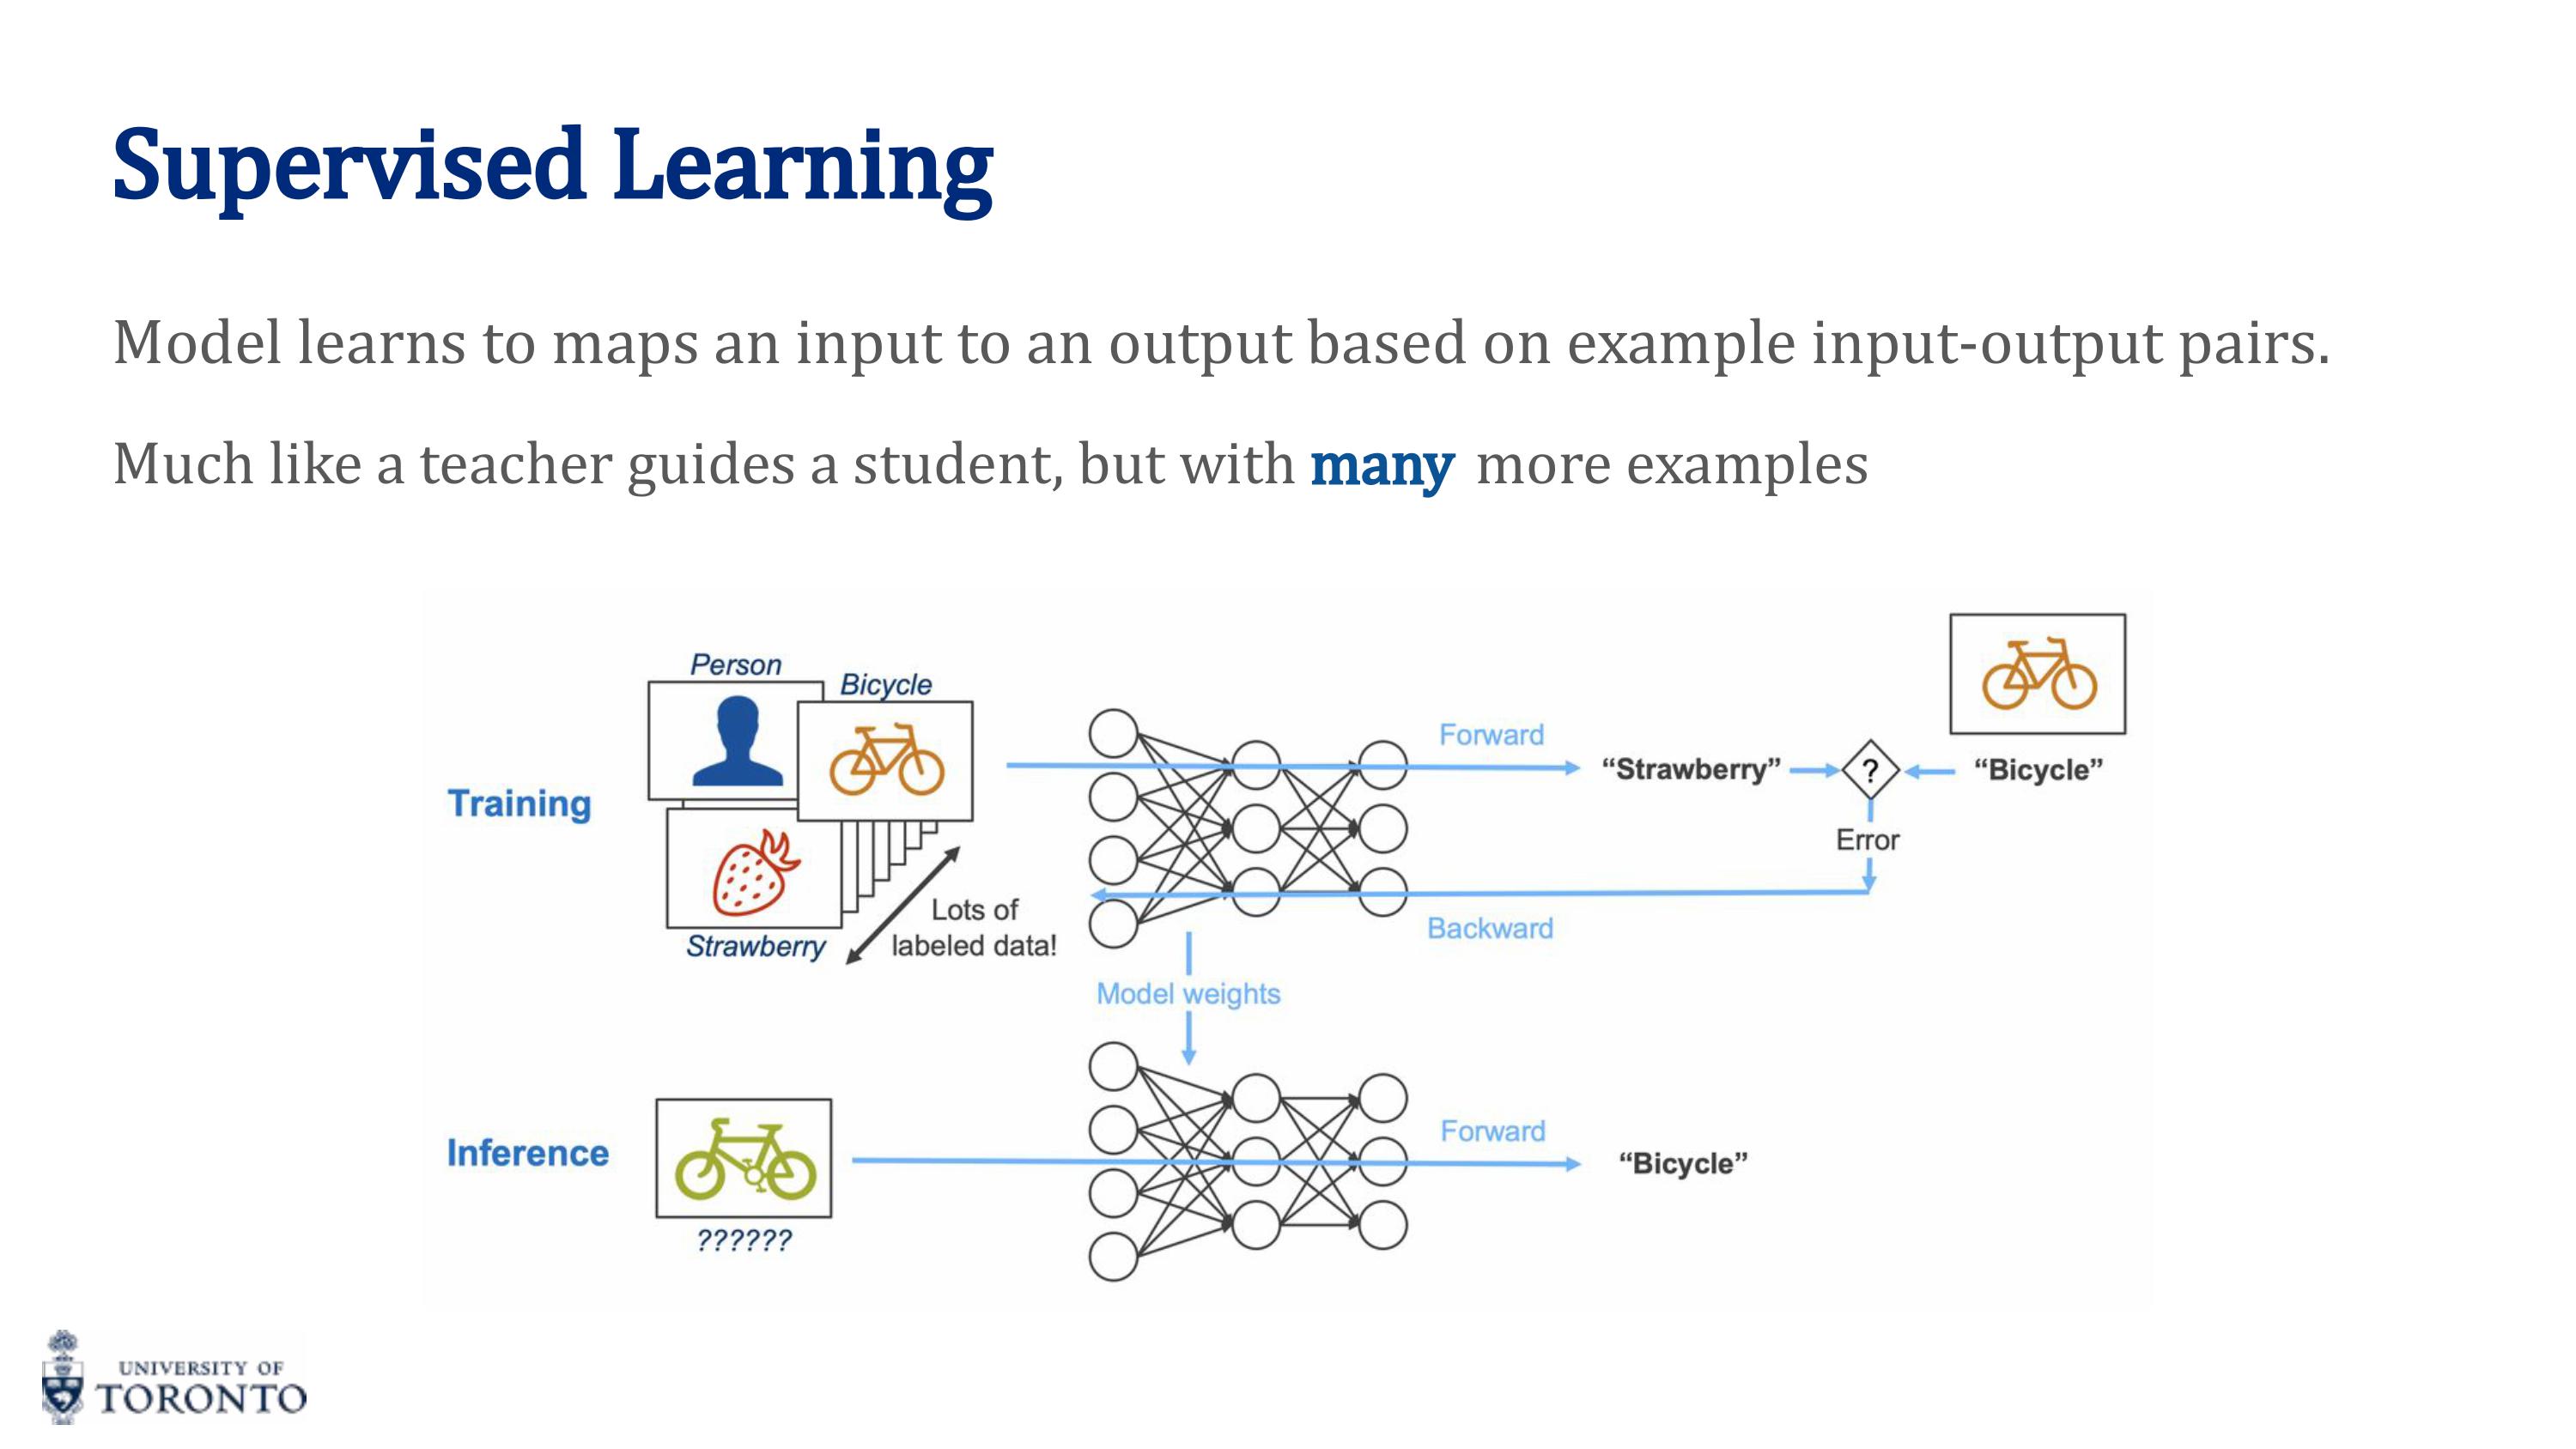 Supervised Learning
Model learns to maps an input to an output based on example input-output pairs.
Much like a teacher guides a student, but with many more examples
Person
Bicycle
Training
Strawberry
Lots of
labeled data!
Forward
“Strawberry”
?
“Bicycle”
Error
Backward
Model weights
Inference
??????
Forward
“Bicycle”
UNIVERSITY OF
TORONTO